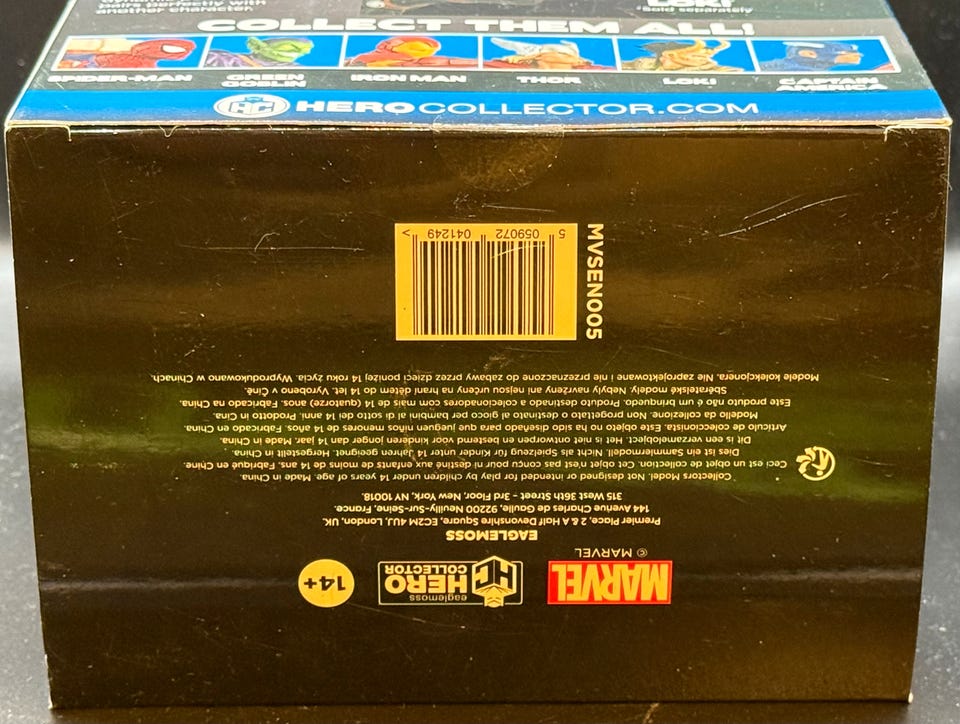 perfectly with
another character
LOKI
separately
COLLECT THEM ALL!
SPIDER-MAN
GREEN GOBLIN
IRON MAN
THOR
LOKI
CAPTAIN AMERICA
HC HEROCOLLECTOR.COM
MARVEL
© MARVEL
eaglemoss
HC HERO
COLLECTOR
14+
EAGLEMOSS
Premier Place, 2 & A Half Devonshire Square, EC2M 4UJ, London, UK.
144 Avenue Charles de Gaulle, 92200 Neuilly-Sur-Seine, France.
315 West 36th Street - 3rd Floor, New York, NY 10018.
Collectors Model. Not designed or intended for play by children under 14 years of age. Made in China.
Ceci est un objet de collection. Cet objet n'est pas conçu pour ni destiné aux enfants de moins de 14 ans. Fabriqué en Chine.
Dies ist ein Sammlermodell. Nicht als Spielzeug für Kinder unter 14 Jahren geeignet. Hergestellt in China.
Dit is een verzamelobject. Het is niet ontworpen en bestemd voor kinderen jonger dan 14 jaar. Made in China.
Artículo de coleccionista. Este objeto no ha sido diseñado para que jueguen niños menores de 14 años. Fabricado en China.
Modello da collezione. Non progettato o destinato al gioco per bambini al di sotto dei 14 anni. Prodotto in Cina.
Este produto não é um brinquedo. Produto destinado a colecionadores com mais de 14 (quatorze) anos. Fabricado na China.
Sběratelské modely. Nebyly navrženy ani nejsou určeny na hraní dětem do 14 let. Vyrobeno v Číně.
Modele kolekcjonera. Nie zaprojektowane i nie przeznaczone do zabawy przez dzieci poniżej 14 roku życia. Wyprodukowano w Chinach.
MVSEN005
5 059072 041249 >